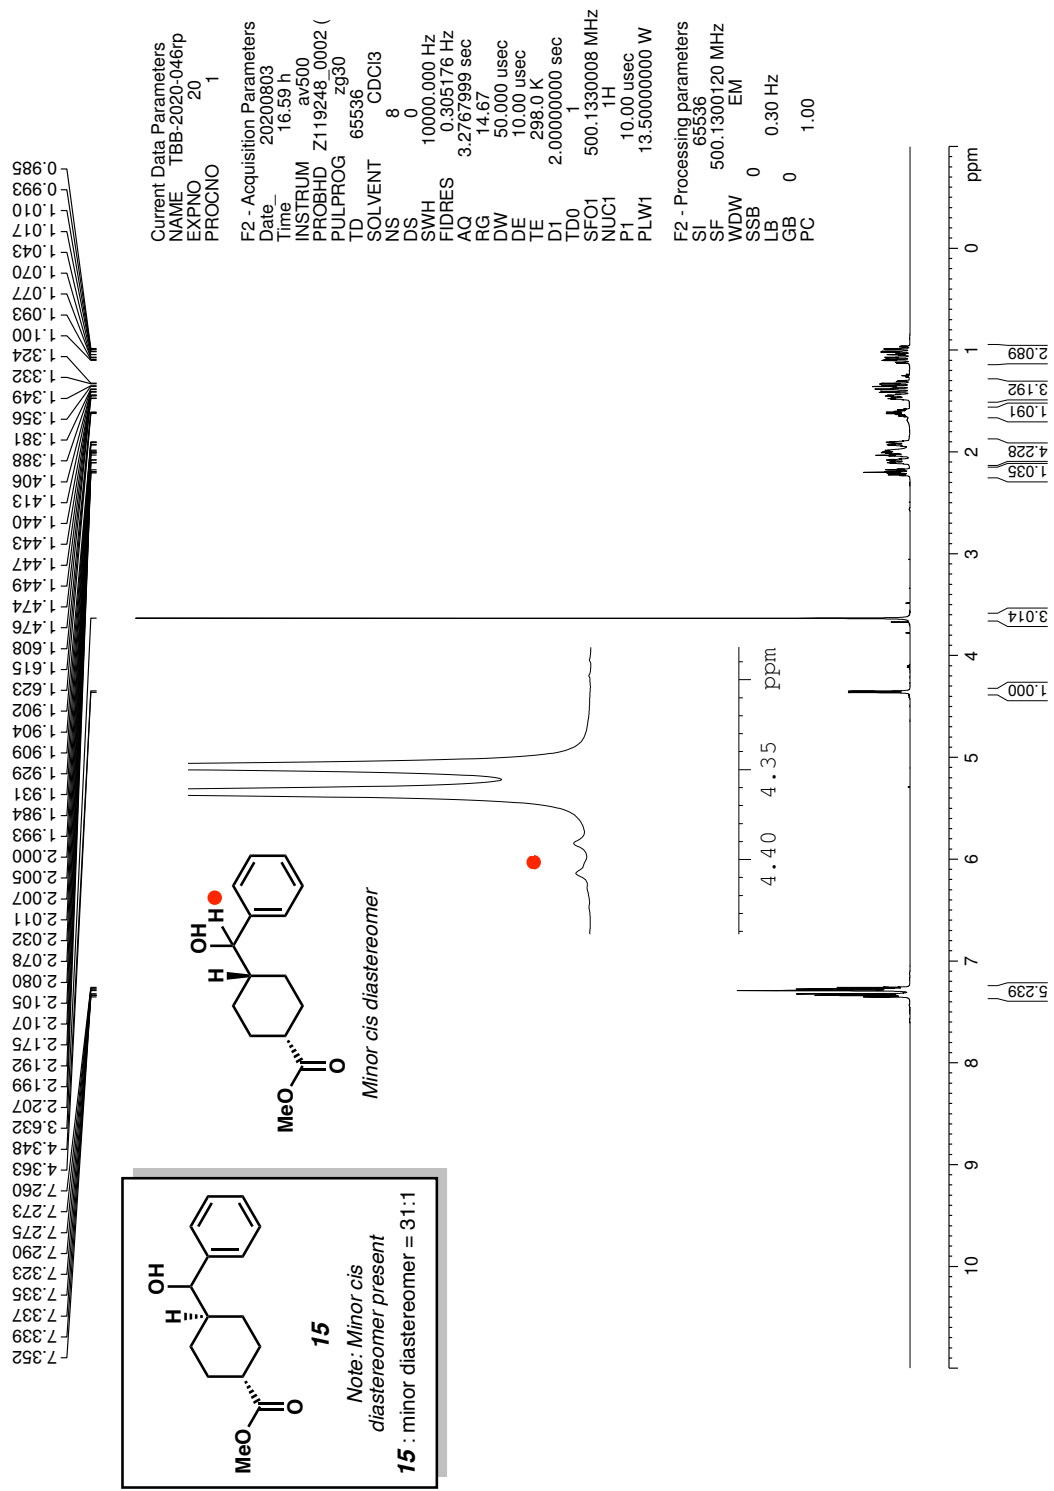 7.352
7.339
7.337
7.335
7.323
7.290
7.275
7.273
7.260
4.363
4.348
3.632
2.207
2.199
2.192
2.175
2.107
2.105
2.080
2.078
2.032
2.011
2.007
2.005
2.000
1.993
1.984
1.931
1.929
1.909
1.904
1.902
1.623
1.615
1.608
1.476
1.474
1.449
1.447
1.443
1.440
1.413
1.406
1.388
1.381
1.356
1.349
1.332
1.324
1.100
1.093
1.077
1.070
1.043
1.017
1.010
0.993
0.985
Current Data Parameters
NAME TBB-2020-046rp
EXPNO 20
PROCNO 1
F2 - Acquisition Parameters
Date_ 20200803
Time 16.59 h
INSTRUM av500
PROBHD Z119248_0002 (
PULPROG zg30
TD 65536
SOLVENT CDCl3
NS 8
DS 0
SWH 10000.000 Hz
FIDRES 0.305176 Hz
AQ 3.2767999 sec
RG 14.67
DW 50.000 usec
DE 10.00 usec
TE 298.0 K
D1 2.00000000 sec
TD0 1
SFO1 500.1330008 MHz
NUC1 1H
P1 10.00 usec
PLW1 13.50000000 W
F2 - Processing parameters
SI 65536
SF 500.1300120 MHz
WDW EM
SSB 0
LB 0.30 Hz
GB 0
PC 1.00
OH
H
MeO
O
15
Note: Minor cis
diastereomer present
15 : minor diastereomer = 31:1
OH
H
H
MeO
O
Minor cis diastereomer
4.40 4.35 ppm
10 9 8 7 6 5 4 3 2 1 0 ppm
5.239
1.000
3.014
1.035
4.228
1.091
3.192
2.089